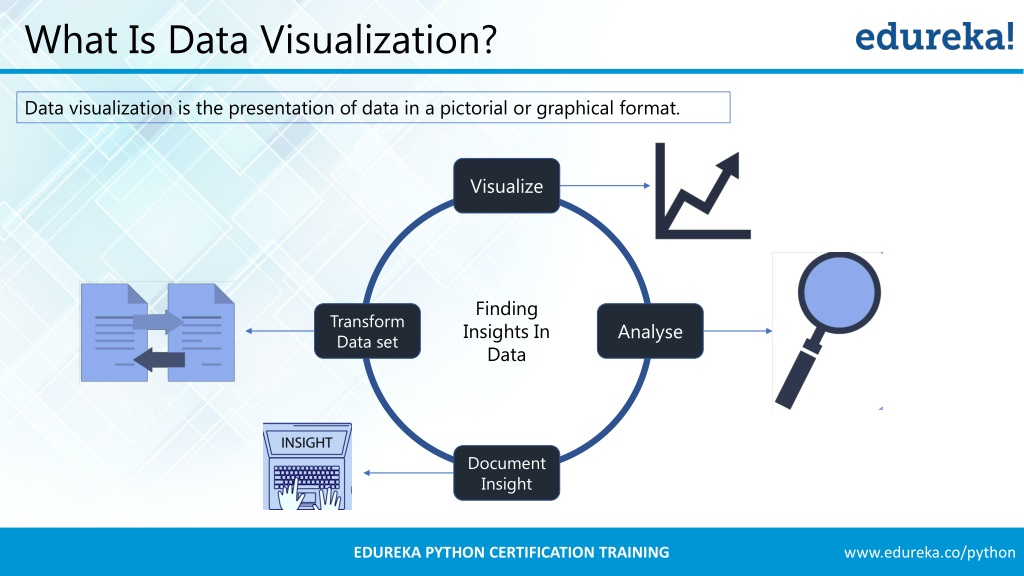 What Is Data Visualization?
edureka!
Data visualization is the presentation of data in a pictorial or graphical format.
Visualize
Transform
Data set
Finding
Insights In
Data
Analyse
INSIGHT
Document
Insight
EDUREKA PYTHON CERTIFICATION TRAINING
www.edureka.co/python